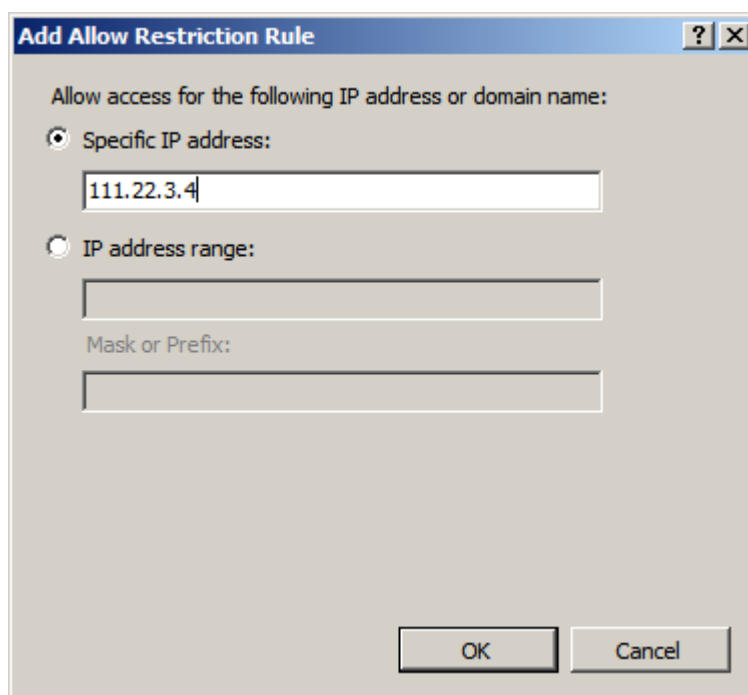 Add Allow Restriction Rule
Allow access for the following IP address or domain name:
Specific IP address:
111.22.3.4
IP address range:
Mask or Prefix:
OK Cancel